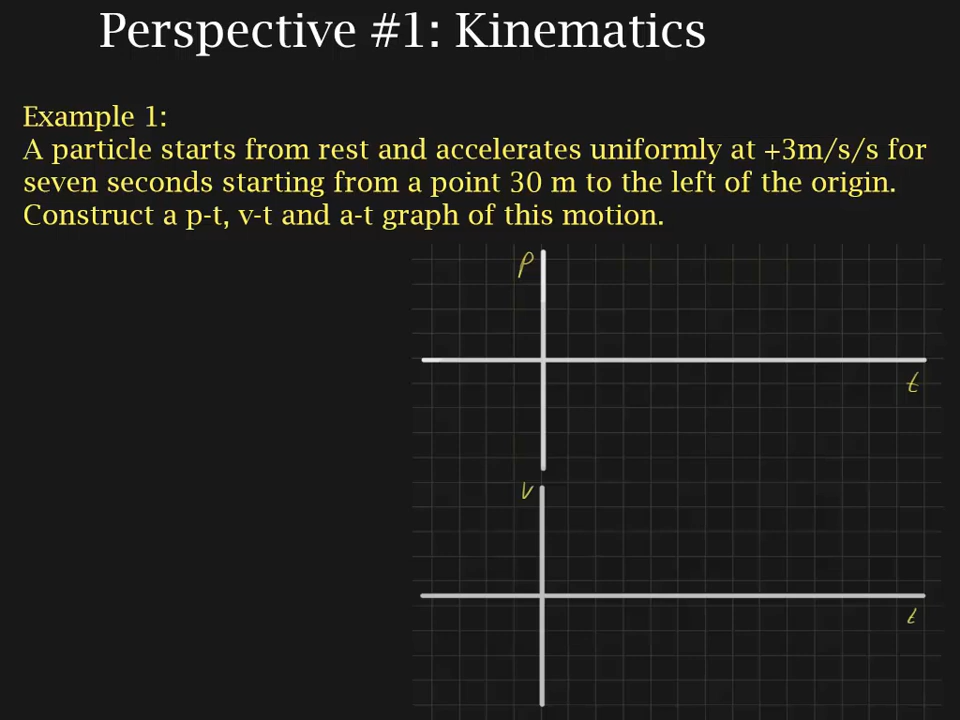 Perspective #1: Kinematics
Example 1:
A particle starts from rest and accelerates uniformly at +3m/s/s for
seven seconds starting from a point 30 m to the left of the origin.
Construct a p-t, v-t and a-t graph of this motion.
p
t
v
t